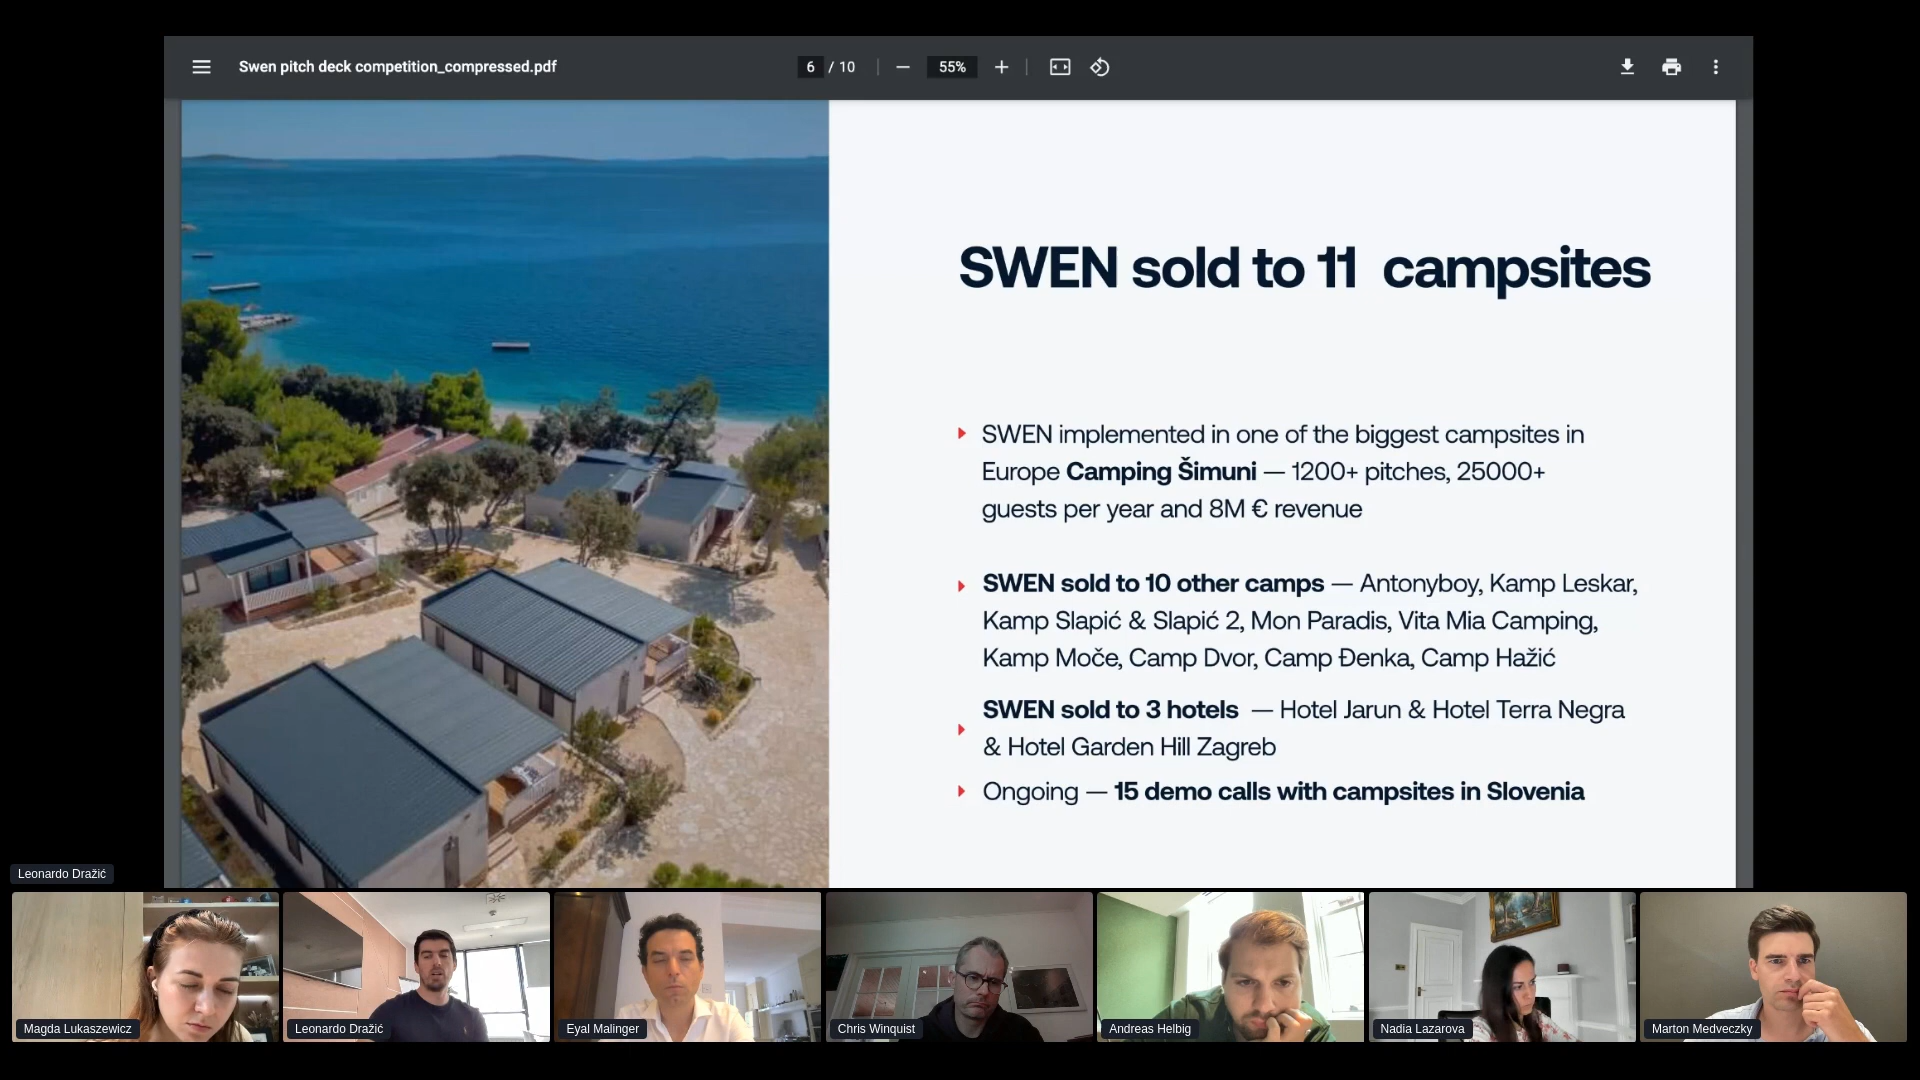 Swen pitch deck competition_compressed.pdf
6 / 10
55%
SWEN sold to 11 campsites
SWEN implemented in one of the biggest campsites in
Europe Camping Šimuni — 1200+ pitches, 25000+
guests per year and 8M € revenue
SWEN sold to 10 other camps — Antonyboy, Kamp Leskar,
Kamp Slapić & Slapić 2, Mon Paradis, Vita Mia Camping,
Kamp Moče, Camp Dvor, Camp Đenka, Camp Hažić
SWEN sold to 3 hotels — Hotel Jarun & Hotel Terra Negra
& Hotel Garden Hill Zagreb
Ongoing — 15 demo calls with campsites in Slovenia
Leonardo Dražić
Magda Lukaszewicz
Leonardo Dražić
Eyal Malinger
Chris Winquist
Andreas Helbig
Nadia Lazarova
Marton Medveczky